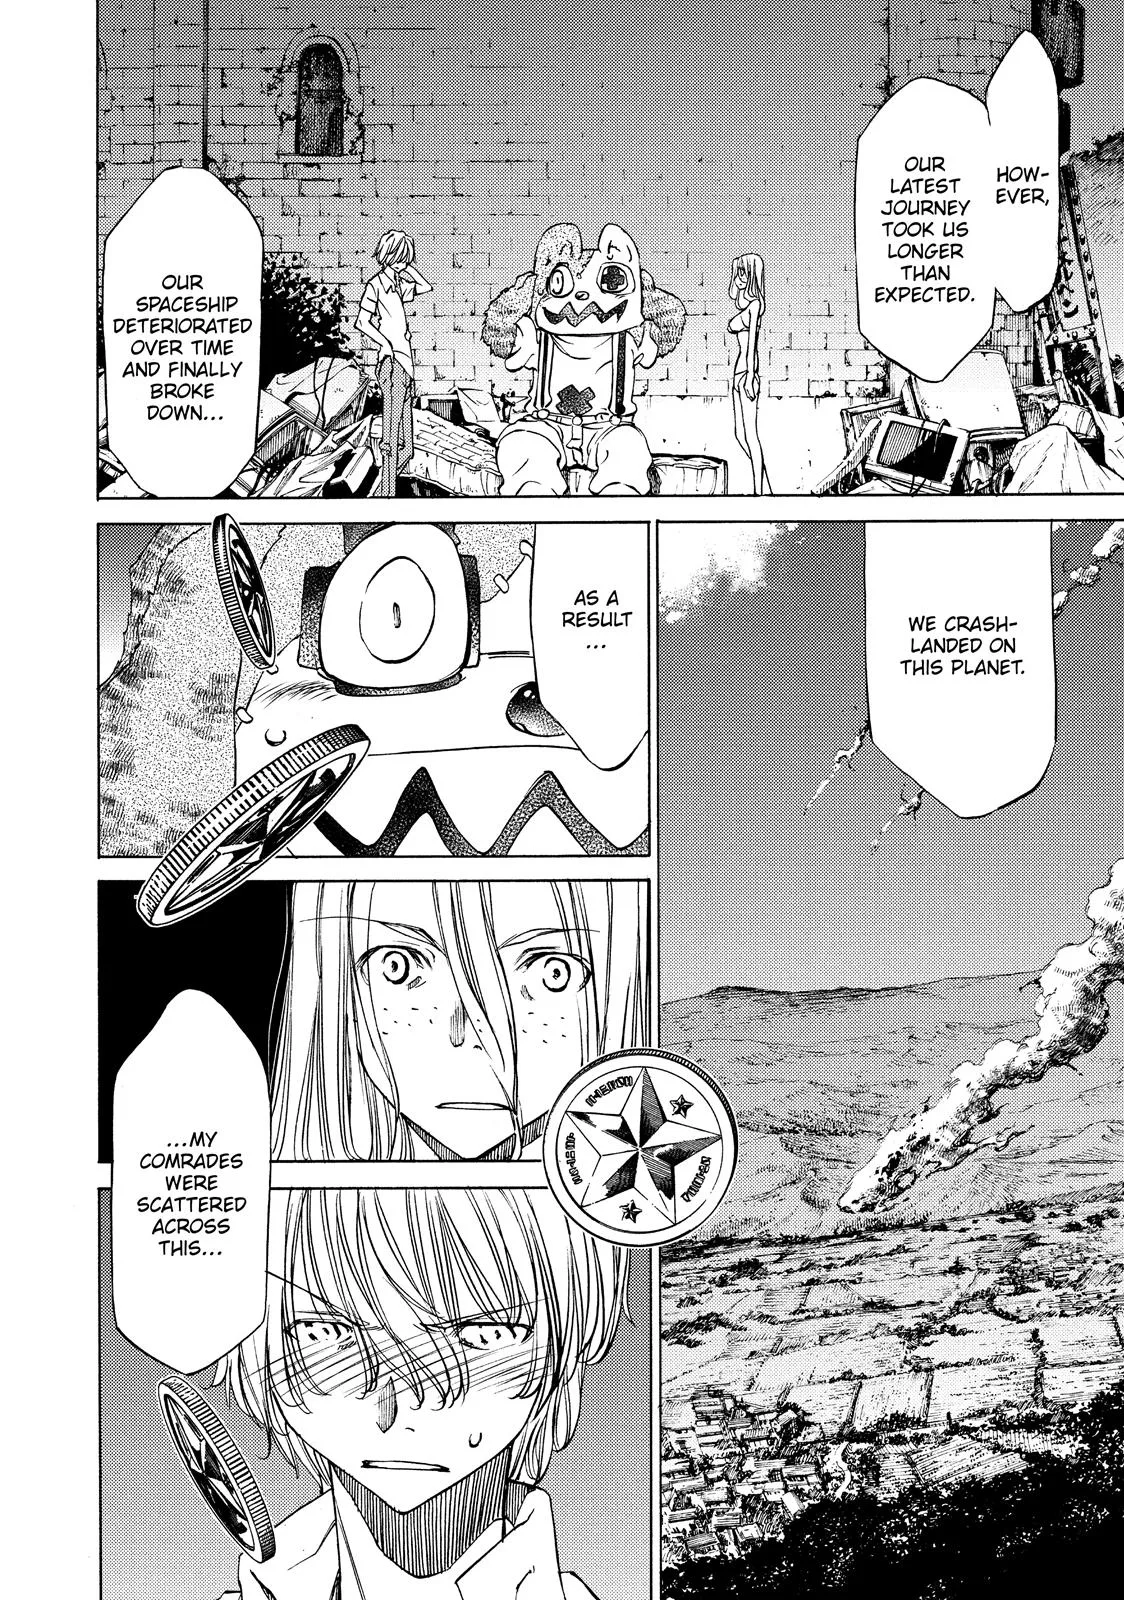 HOW-
EVER,
OUR
LATEST
JOURNEY
TOOK US
LONGER
THAN
EXPECTED.
OUR
SPACESHIP
DETERIORATED
OVER TIME
AND FINALLY
BROKE
DOWN...
WE CRASH-
LANDED ON
THIS PLANET.
AS A
RESULT
...
...MY
COMRADES
WERE
SCATTERED
ACROSS
THIS...